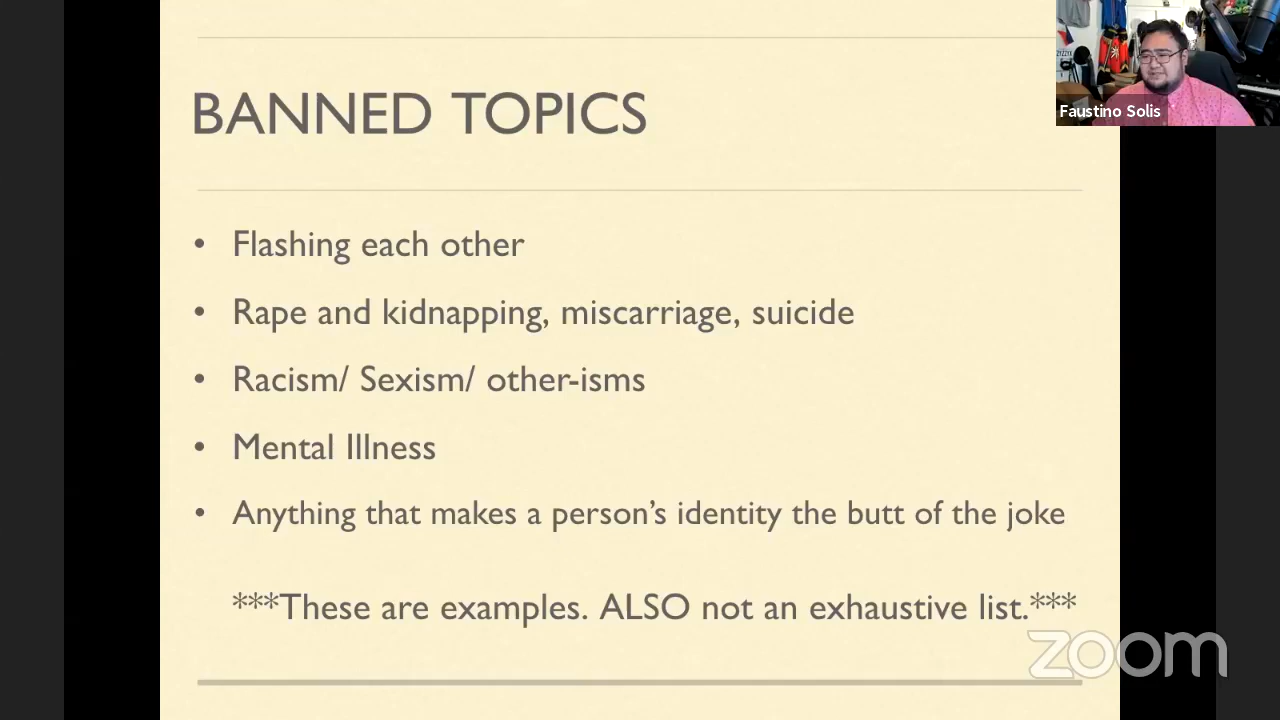 BANNED TOPICS
Faustino Solis
• Flashing each other
• Rape and kidnapping, miscarriage, suicide
• Racism/ Sexism/ other-isms
• Mental Illness
• Anything that makes a person’s identity the butt of the joke
***These are examples. ALSO not an exhaustive list.***
zoom